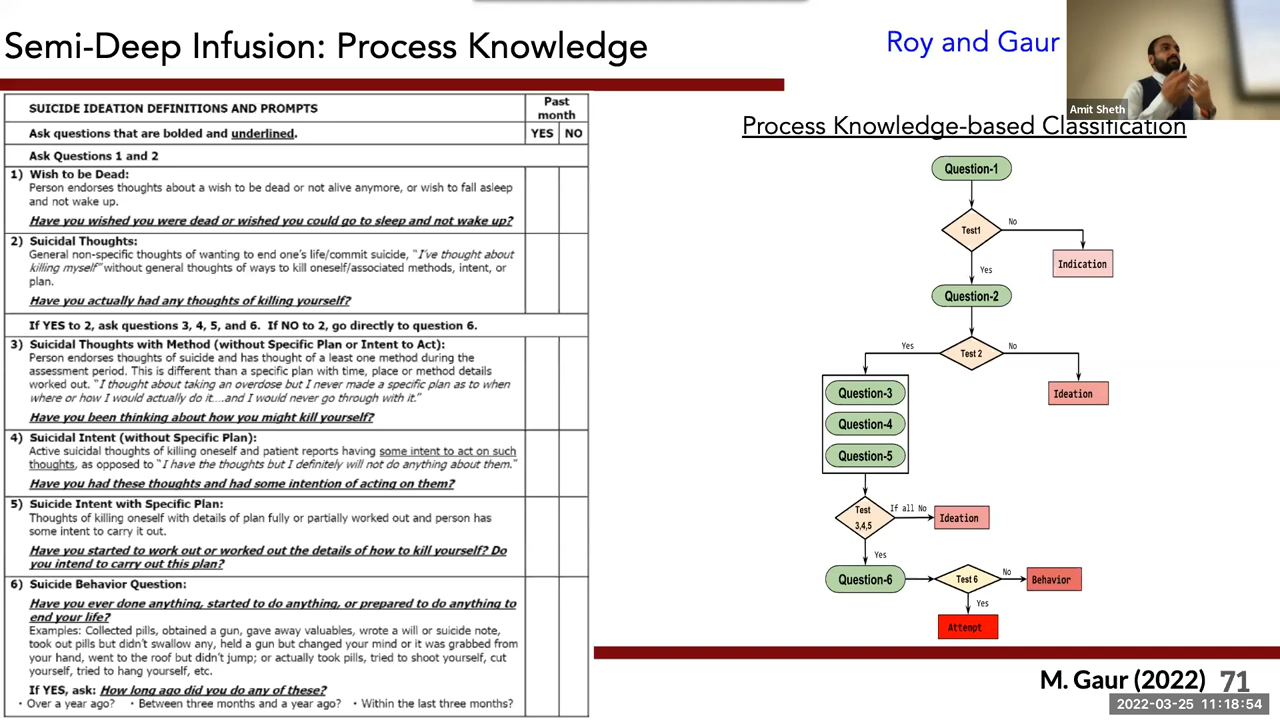 Semi-Deep Infusion: Process Knowledge
Roy and Gaur
Amit Sheth
SUICIDE IDEATION DEFINITIONS AND PROMPTS
Past
month
Ask questions that are bolded and underlined.
YES NO
Ask Questions 1 and 2
1) Wish to be Dead:
Person endorses thoughts about a wish to be dead or not alive anymore, or wish to fall asleep
and not wake up.
Have you wished you were dead or wished you could go to sleep and not wake up?
2) Suicidal Thoughts:
General non-specific thoughts of wanting to end one's life/commit suicide, "I've thought about
killing myself" without general thoughts of ways to kill oneself/associated methods, intent, or
plan.
Have you actually had any thoughts of killing yourself?
If YES to 2, ask questions 3, 4, 5, and 6. If NO to 2, go directly to question 6.
3) Suicidal Thoughts with Method (without Specific Plan or Intent to Act):
Person endorses thoughts of suicide and has thought of a least one method during the
assessment period. This is different than a specific plan with time, place or method details
worked out. "I thought about taking an overdose but I never made a specific plan as to when
where or how I would actually do it....and I would never go through with it."
Have you been thinking about how you might kill yourself?
4) Suicidal Intent (without Specific Plan):
Active suicidal thoughts of killing oneself and patient reports having some intent to act on such
thoughts, as opposed to "I have the thoughts but I definitely will not do anything about them."
Have you had these thoughts and had some intention of acting on them?
5) Suicide Intent with Specific Plan:
Thoughts of killing oneself with details of plan fully or partially worked out and person has
some intent to carry it out.
Have you started to work out or worked out the details of how to kill yourself? Do
you intend to carry out this plan?
6) Suicide Behavior Question:
Have you ever done anything, started to do anything, or prepared to do anything to
end your life?
Examples: Collected pills, obtained a gun, gave away valuables, wrote a will or suicide note,
took out pills but didn't swallow any, held a gun but changed your mind or it was grabbed from
your hand, went to the roof but didn't jump; or actually took pills, tried to shoot yourself, cut
yourself, tried to hang yourself, etc.
If YES, ask: How long ago did you do any of these?
• Over a year ago? • Between three months and a year ago? • Within the last three months?
Process Knowledge-based Classification
Question-1
Test1
No
Indication
Yes
Question-2
Yes
Test 2
No
Ideation
Question-3
Question-4
Question-5
Test
3,4,5
If all No
Ideation
Yes
Question-6
Test 6
No
Behavior
Yes
Attempt
M. Gaur (2022) 71
2022-03-25 11:18:54